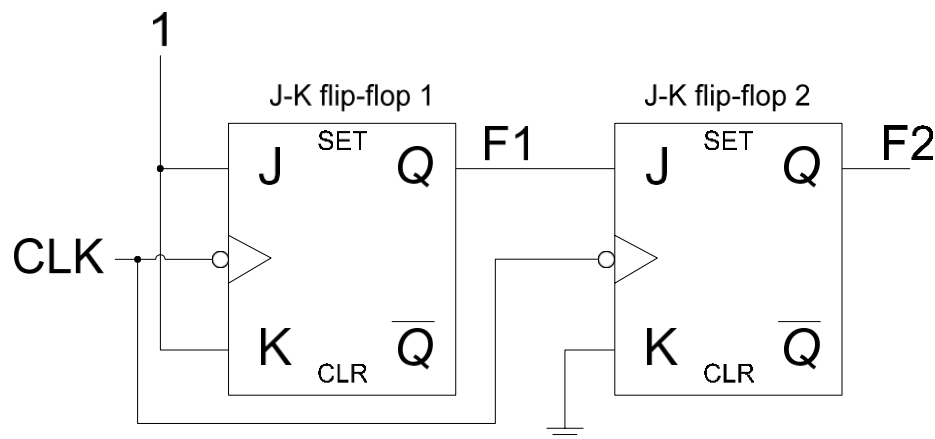 1
J-K flip-flop 1
J-K flip-flop 2
SET
SET
F1
F2
J
Q
J
Q
CLK
K
Q
K
Q
CLR
CLR